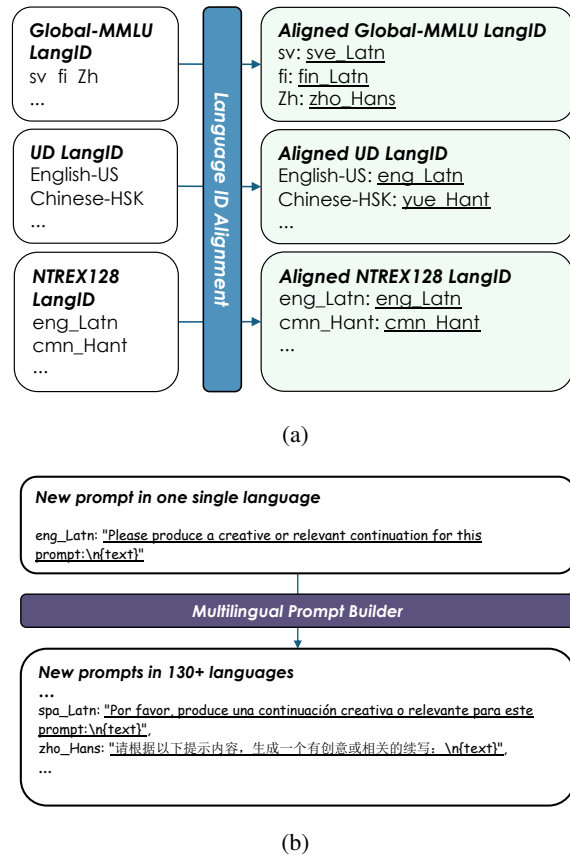 Global-MMLU
LangID
sv fi Zh
...
UD LangID
English-US
Chinese-HSK
...
NTREX128
LangID
eng_Latn
cmn_Hant
...
Language ID Alignment
Aligned Global-MMLU LangID
sv: sve_Latn
fi: fin_Latn
Zh: zho_Hans
Aligned UD LangID
English-US: eng_Latn
Chinese-HSK: yue_Hant
...
Aligned NTREX128 LangID
eng_Latn: eng_Latn
cmn_Hant: cmn_Hant
...
(a)
New prompt in one single language
eng_Latn: "Please produce a creative or relevant continuation for this
prompt:\n{text}"
Multilingual Prompt Builder
New prompts in 130+ languages
...
spa_Latn: "Por favor, produce una continuación creativa o relevante para este
prompt:\n{text}",
zho_Hans: "请根据以下提示内容，生成一个有创意或相关的续写：\n{text}",
...
(b)